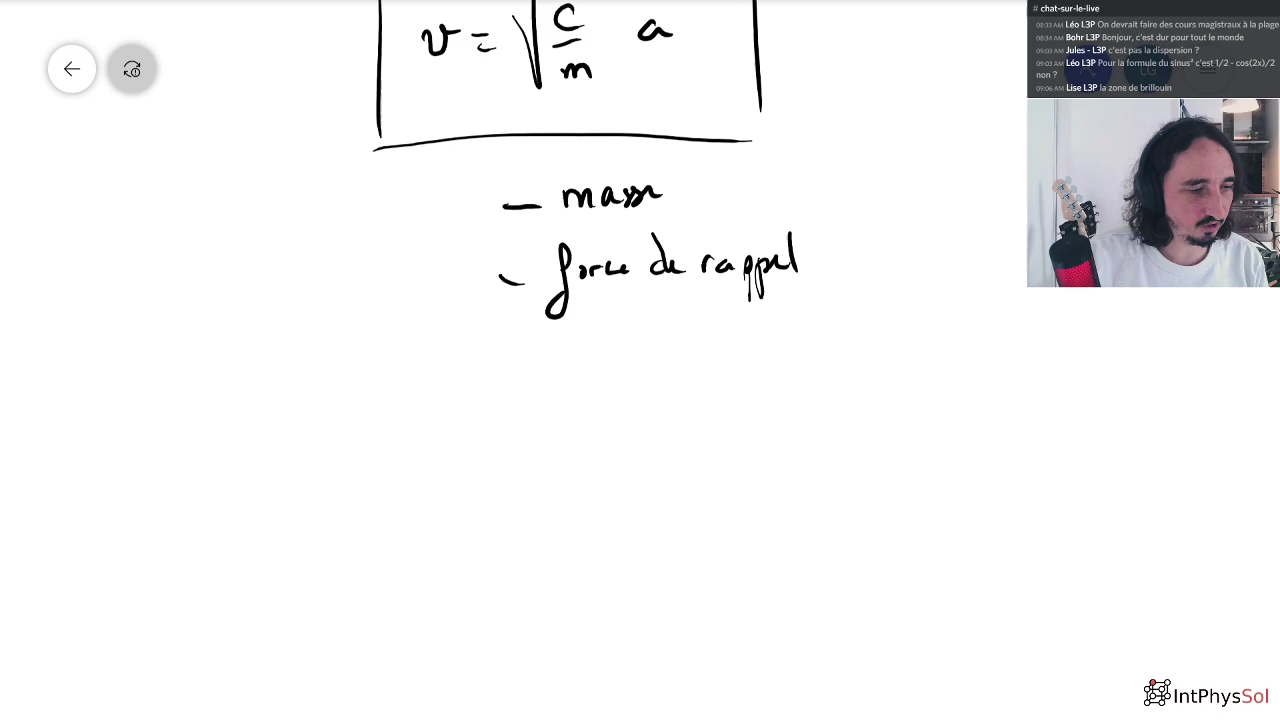 # chat-sur-le-live
08:33 AM Léo L3P On devrait faire des cours magistraux à la plage
08:34 AM Bohr L3P Bonjour, c'est dur pour tout le monde
09:03 AM Jules - L3P c'est pas la dispersion ?
09:03 AM Léo L3P Pour la formule du sinus² c'est 1/2 - cos(2x)/2
non ?
09:06 AM Lise L3P la zone de brillouin
v = √(C/m) a
– masse
– force de rappel
IntPhysSol